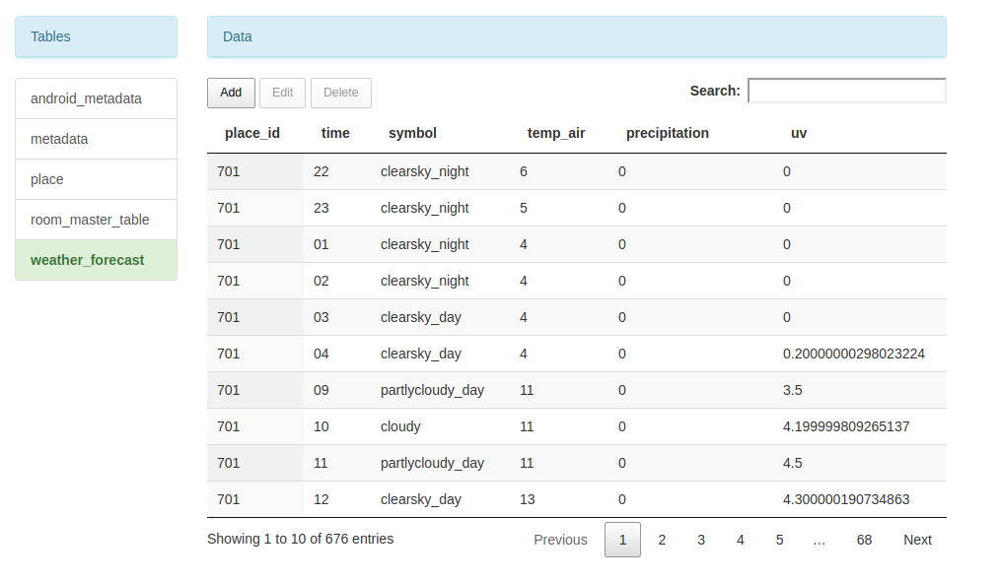 Tables
Data
android_metadata
metadata
place
room_master_table
weather_forecast
Add Edit Delete
Search:
place_id time symbol temp_air precipitation uv
701 22 clearsky_night 6 0 0
701 23 clearsky_night 5 0 0
701 01 clearsky_night 4 0 0
701 02 clearsky_night 4 0 0
701 03 clearsky_day 4 0 0
701 04 clearsky_day 4 0 0.20000000298023224
701 09 partlycloudy_day 11 0 3.5
701 10 cloudy 11 0 4.199999809265137
701 11 partlycloudy_day 11 0 4.5
701 12 clearsky_day 13 0 4.300000190734863
Showing 1 to 10 of 676 entries
Previous 1 2 3 4 5 … 68 Next